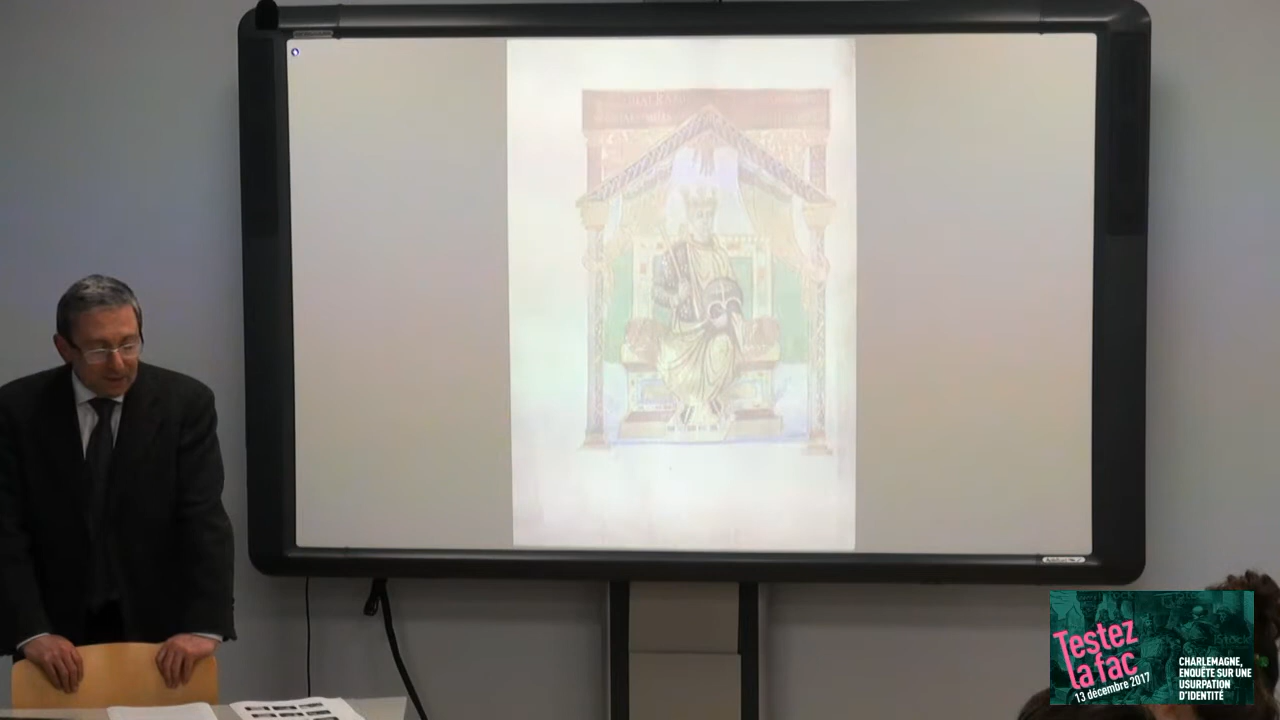 Testez
la fac
13 décembre 2017
CHARLEMAGNE,
ENQUÊTE SUR UNE
USURPATION
D'IDENTITÉ